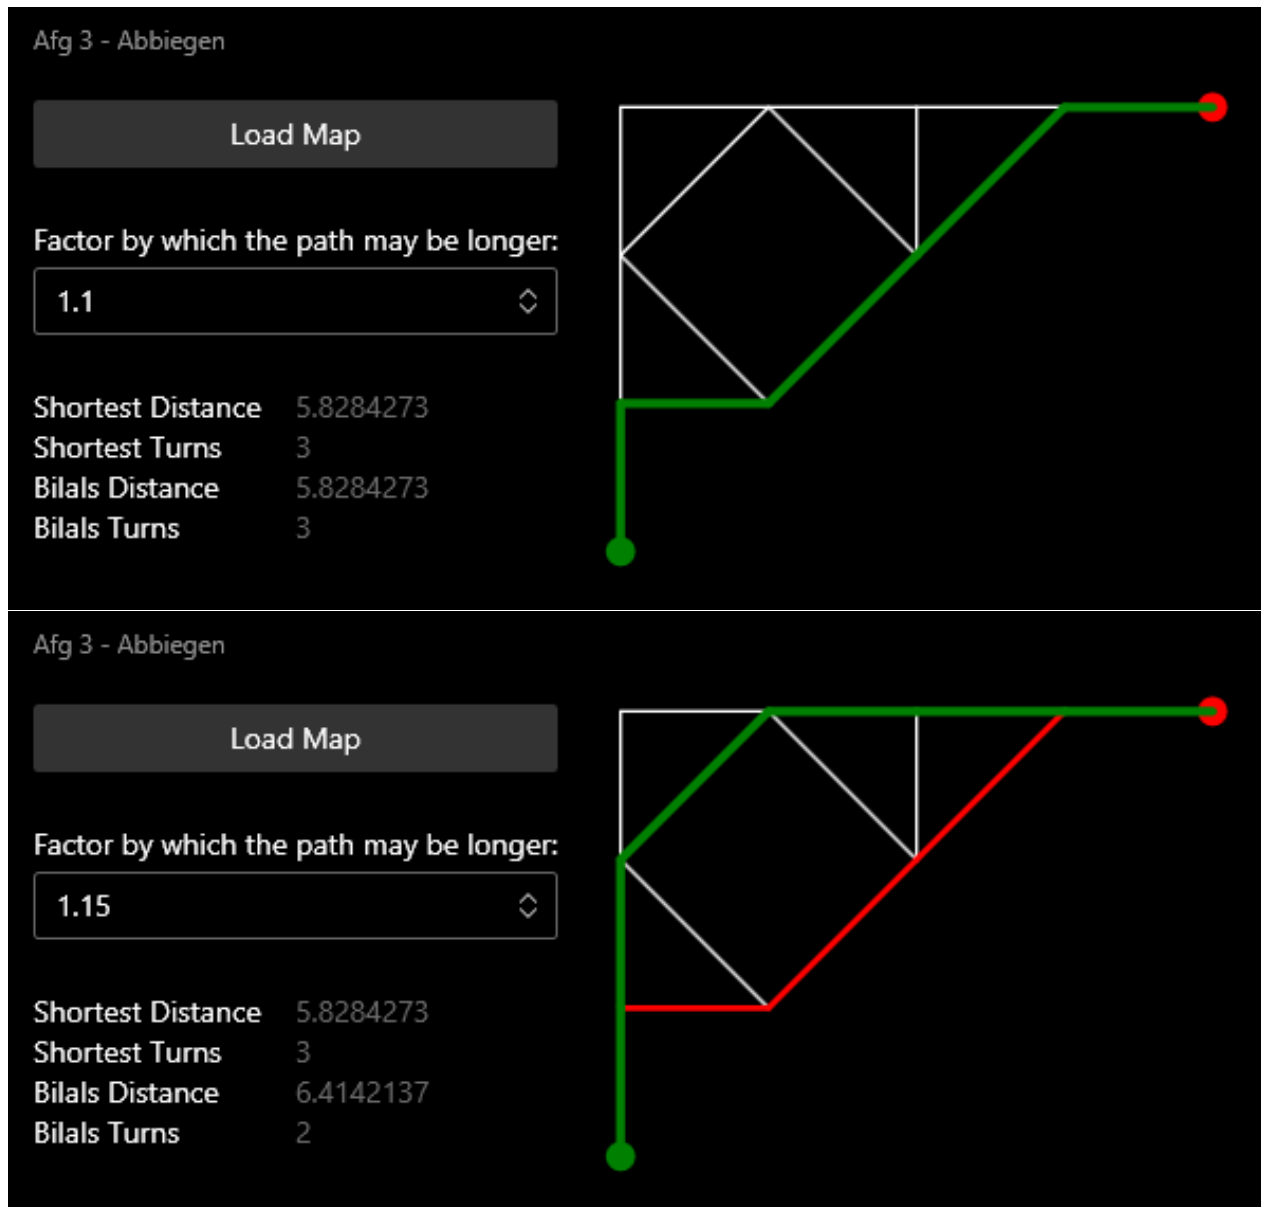 Afg 3 - Abbiegen
Load Map
Factor by which the path may be longer:
1.1
Shortest Distance 5.8284273
Shortest Turns 3
Bilals Distance 5.8284273
Bilals Turns 3
Afg 3 - Abbiegen
Load Map
Factor by which the path may be longer:
1.15
Shortest Distance 5.8284273
Shortest Turns 3
Bilals Distance 6.4142137
Bilals Turns 2